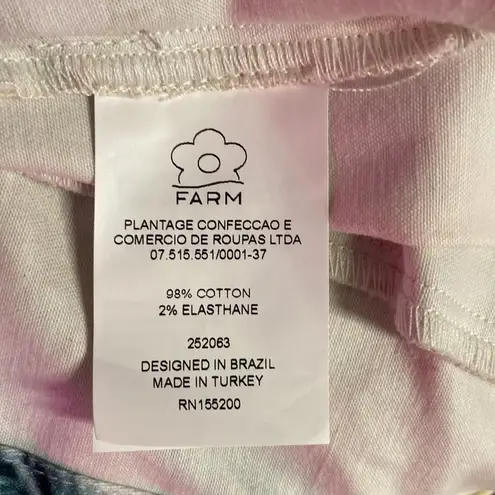 FARM
PLANTAGE CONFECCAO E
COMERCIO DE ROUPAS LTDA
07.515.551/0001-37
98% COTTON
2% ELASTHANE
252063
DESIGNED IN BRAZIL
MADE IN TURKEY
RN155200